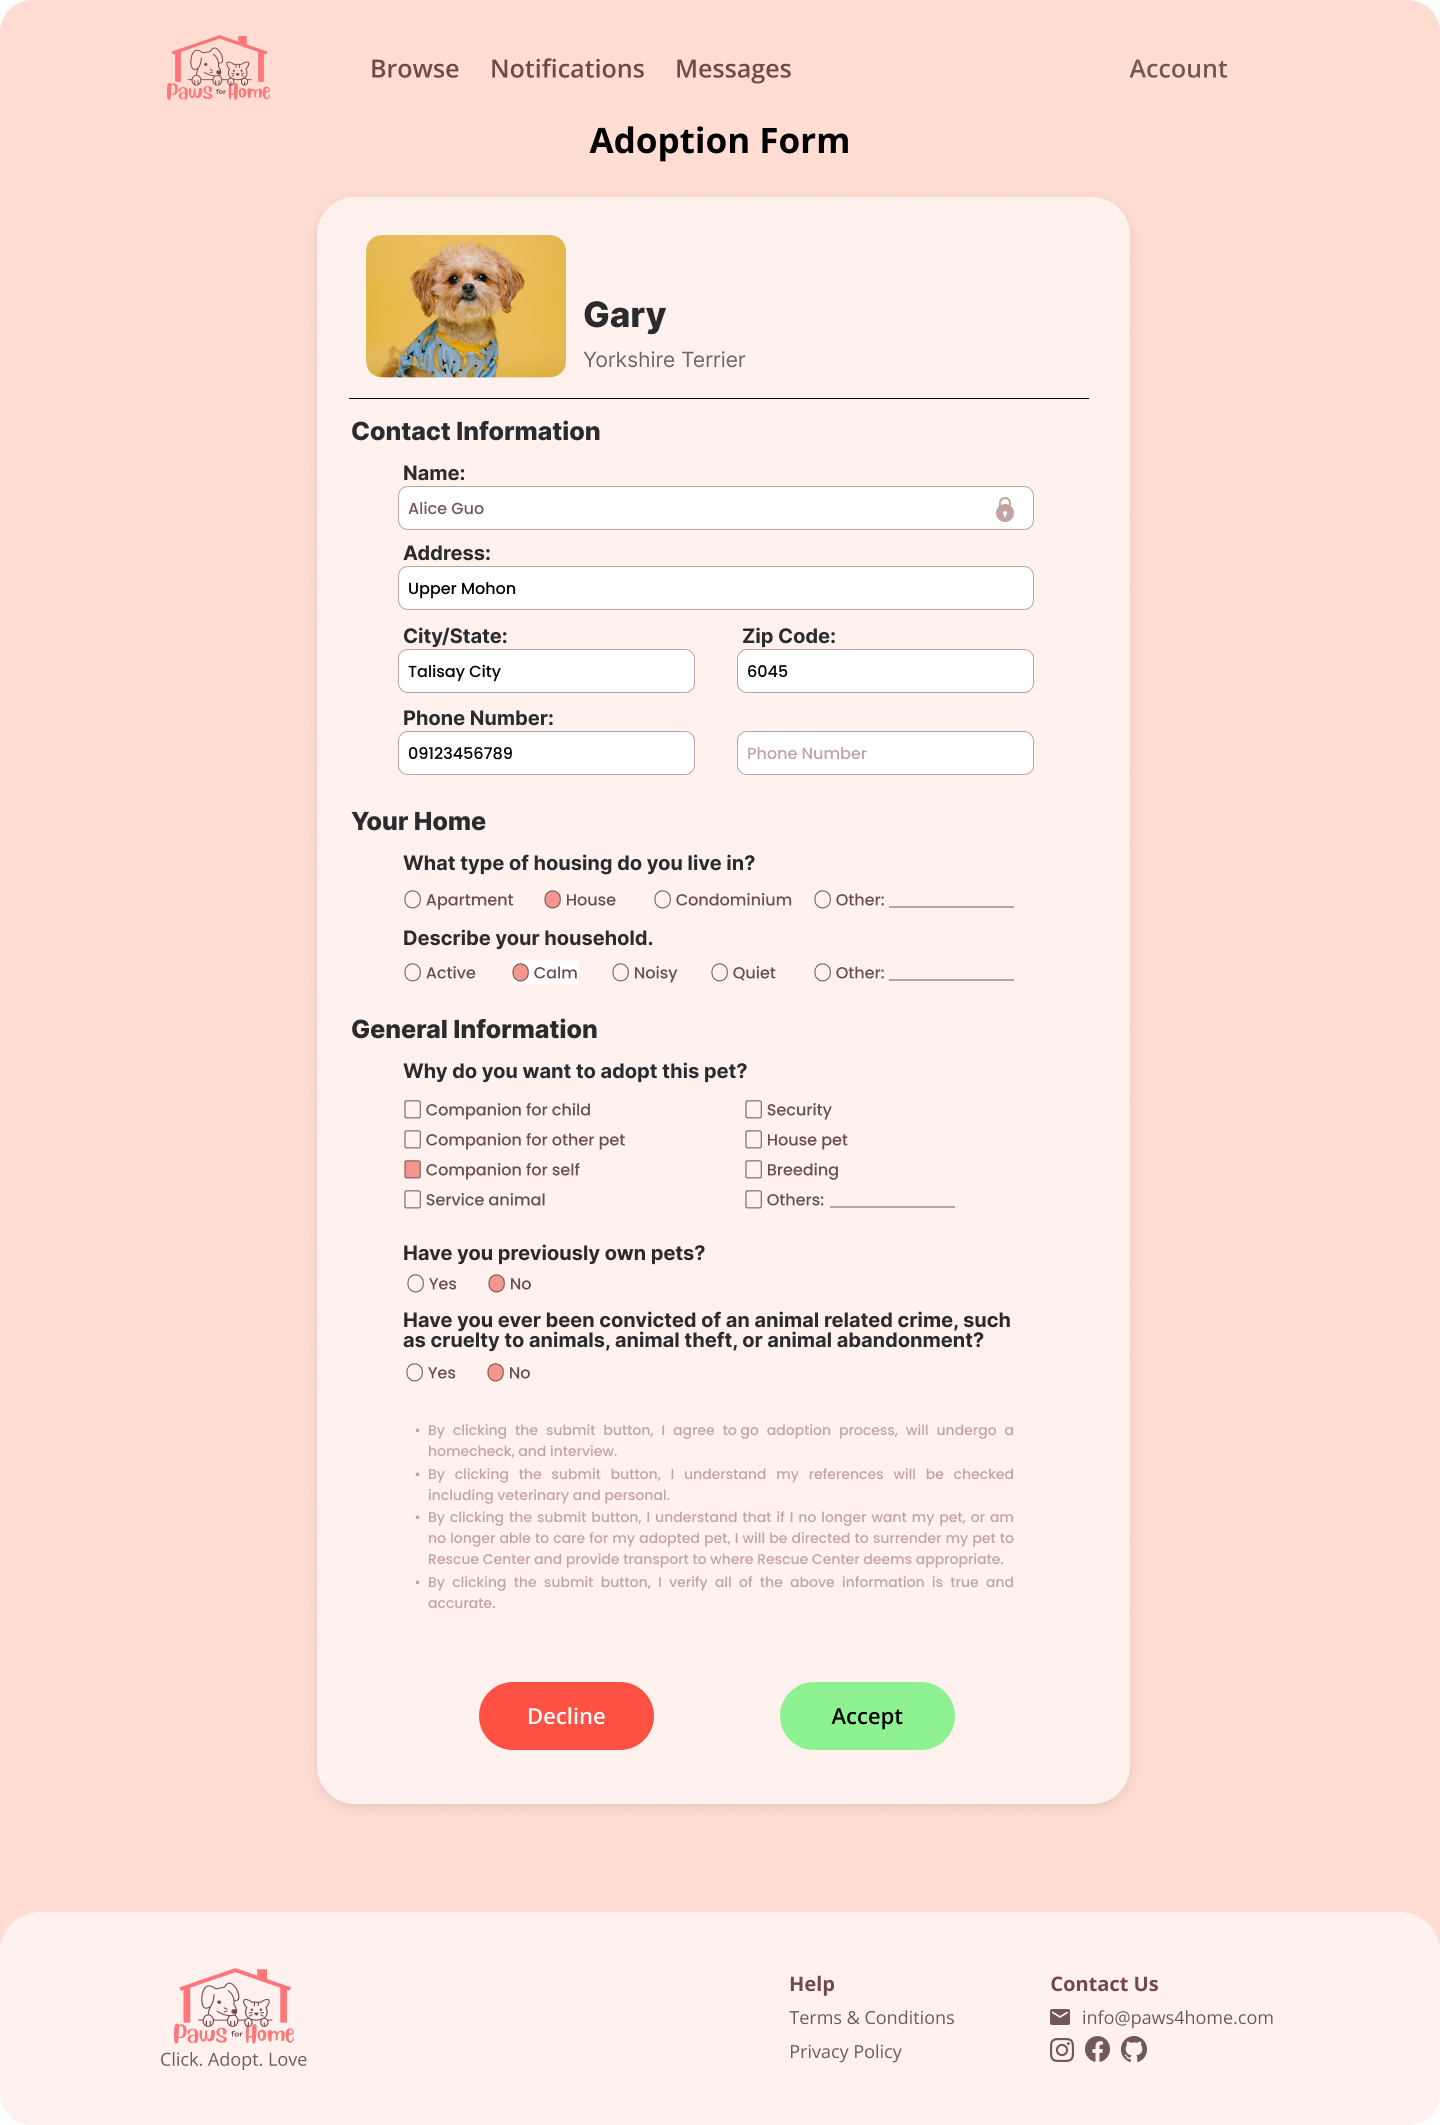 Paws for Home
Browse Notifications Messages Account
Adoption Form
Gary
Yorkshire Terrier
Contact Information
Name:
Alice Guo
Address:
Upper Mohon
City/State: Zip Code:
Talisay City 6045
Phone Number:
09123456789 Phone Number
Your Home
What type of housing do you live in?
Apartment House Condominium Other:
Describe your household.
Active Calm Noisy Quiet Other:
General Information
Why do you want to adopt this pet?
Companion for child Security
Companion for other pet House pet
Companion for self Breeding
Service animal Others:
Have you previously own pets?
Yes No
Have you ever been convicted of an animal related crime, such
as cruelty to animals, animal theft, or animal abandonment?
Yes No
• By clicking the submit button, I agree to go adoption process, will undergo a
homecheck, and interview.
• By clicking the submit button, I understand my references will be checked
including veterinary and personal.
• By clicking the submit button, I understand that if I no longer want my pet, or am
no longer able to care for my adopted pet, I will be directed to surrender my pet to
Rescue Center and provide transport to where Rescue Center deems appropriate.
• By clicking the submit button, I verify all of the above information is true and
accurate.
Decline Accept
Paws for Home
Click. Adopt. Love
Help
Terms & Conditions
Privacy Policy
Contact Us
info@paws4home.com